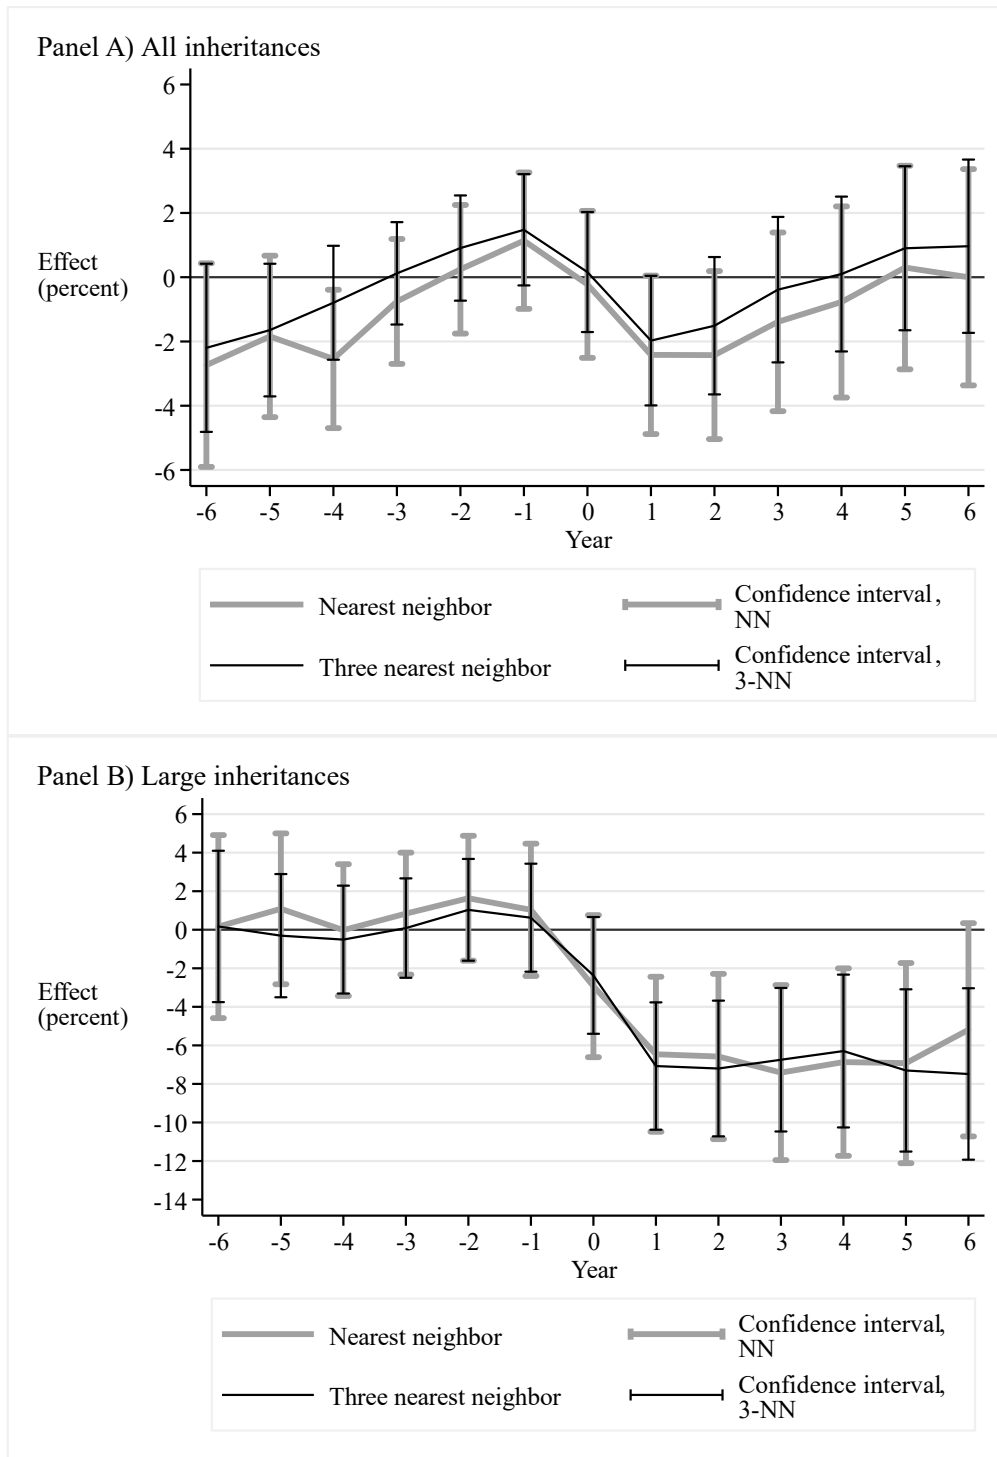 Panel A) All inheritances
6
4
2
0
-2
-4
-6
Effect
(percent)
-6 -5 -4 -3 -2 -1 0 1 2 3 4 5 6
Year
Nearest neighbor
Confidence interval,
NN
Three nearest neighbor
Confidence interval,
3-NN
Panel B) Large inheritances
6
4
2
0
-2
-4
-6
-8
-10
-12
-14
Effect
(percent)
-6 -5 -4 -3 -2 -1 0 1 2 3 4 5 6
Year
Nearest neighbor
Confidence interval,
NN
Three nearest neighbor
Confidence interval,
3-NN